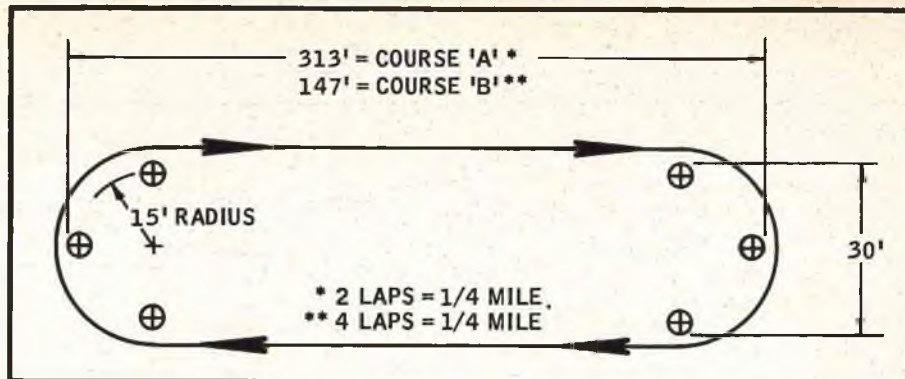 313' = COURSE 'A' *
147' = COURSE 'B' **
15' RADIUS
30'
* 2 LAPS = 1/4 MILE.
** 4 LAPS = 1/4 MILE